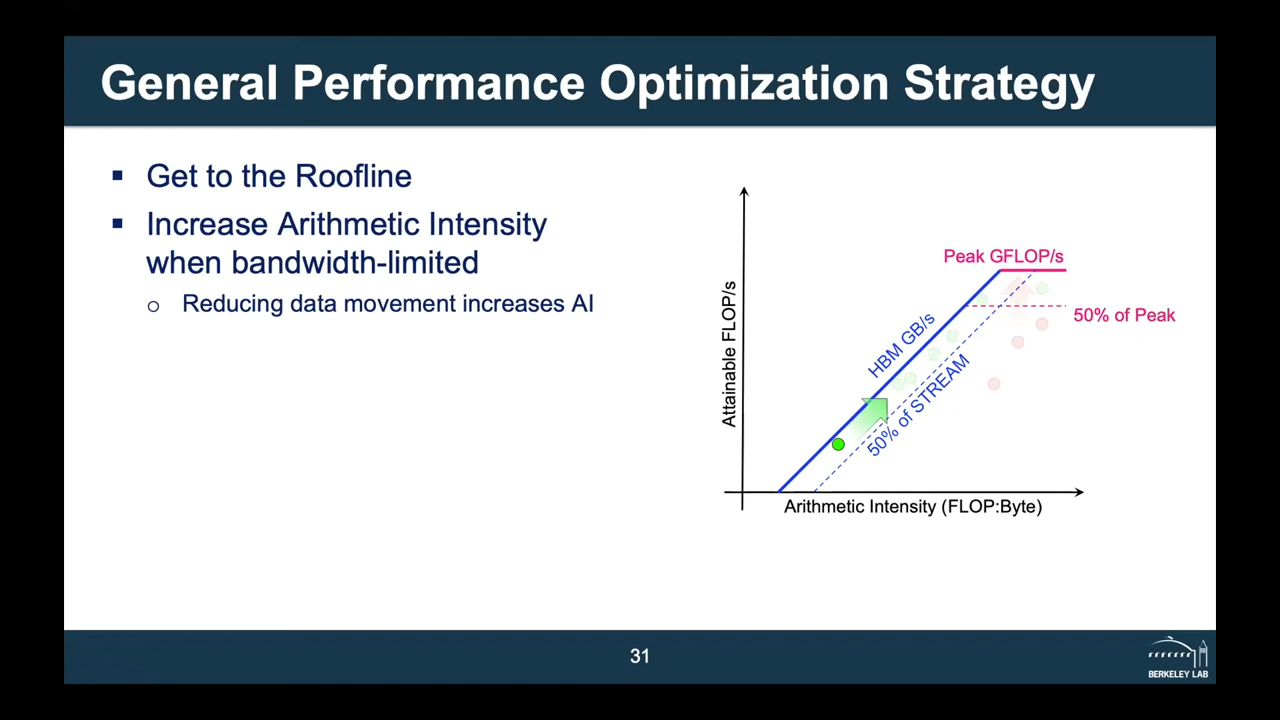 General Performance Optimization Strategy
▪ Get to the Roofline
▪ Increase Arithmetic Intensity
when bandwidth-limited
o Reducing data movement increases AI
Attainable FLOP/s
Peak GFLOP/s
50% of Peak
HBM GB/s
50% of STREAM
Arithmetic Intensity (FLOP:Byte)
31
BERKELEY LAB